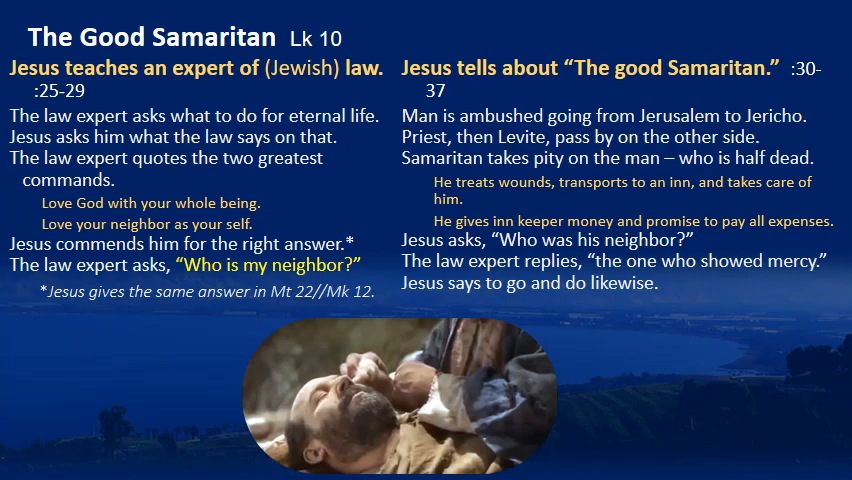 The Good Samaritan Lk 10
Jesus teaches an expert of (Jewish) law.
:25-29
The law expert asks what to do for eternal life.
Jesus asks him what the law says on that.
The law expert quotes the two greatest
commands.
Love God with your whole being.
Love your neighbor as your self.
Jesus commends him for the right answer.*
The law expert asks, “Who is my neighbor?”
*Jesus gives the same answer in Mt 22//Mk 12.
Jesus tells about “The good Samaritan.” :30-
37
Man is ambushed going from Jerusalem to Jericho.
Priest, then Levite, pass by on the other side.
Samaritan takes pity on the man – who is half dead.
He treats wounds, transports to an inn, and takes care of
him.
He gives inn keeper money and promise to pay all expenses.
Jesus asks, “Who was his neighbor?”
The law expert replies, “the one who showed mercy.”
Jesus says to go and do likewise.